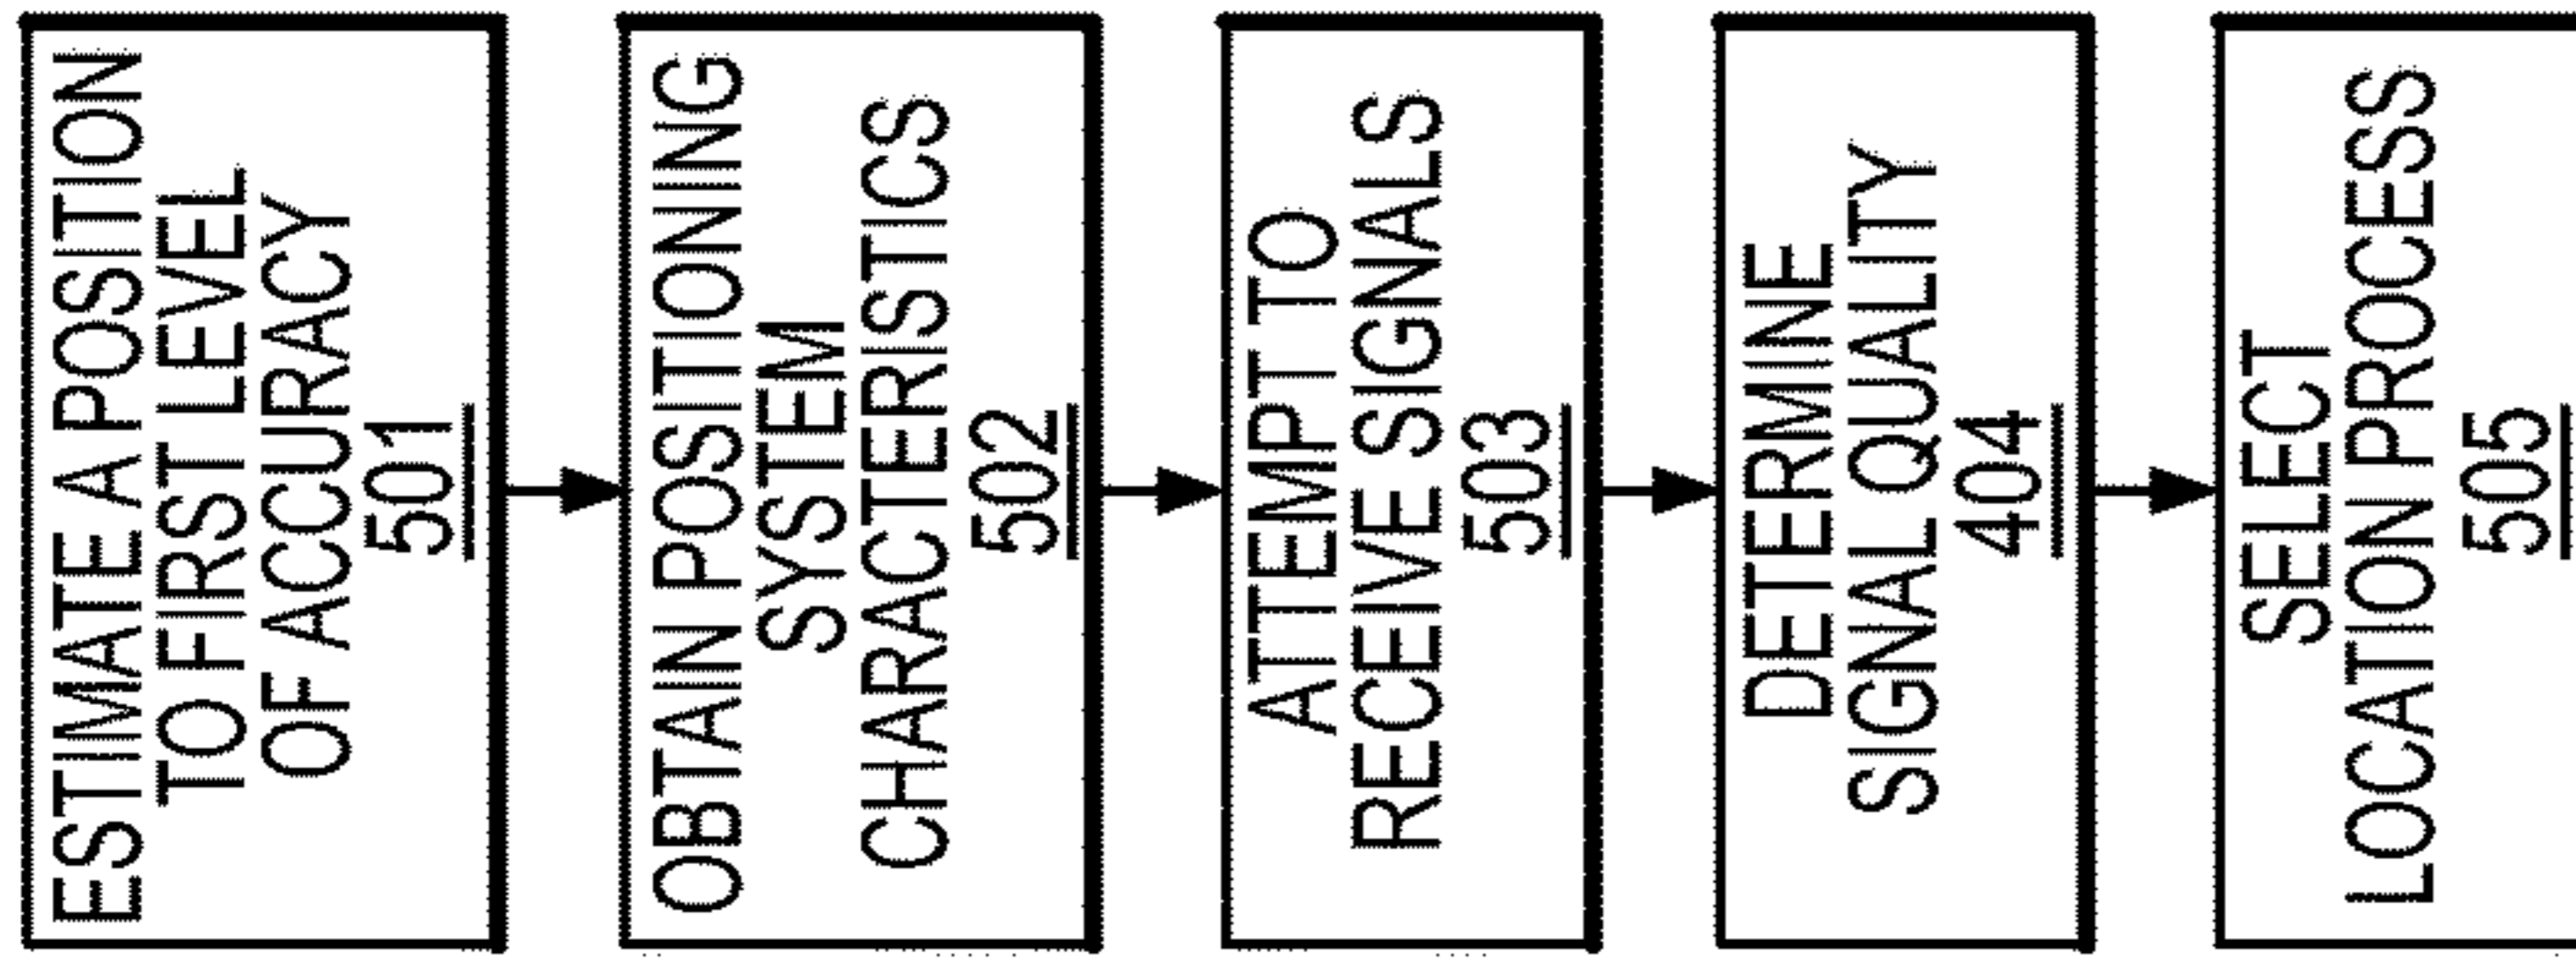 ESTIMATE A POSITION
TO FIRST LEVEL
OF ACCURACY
501
OBTAIN POSITIONING
SYSTEM
CHARACTERISTICS
502
ATTEMPT TO
RECEIVE SIGNALS
503
DETERMINE
SIGNAL QUALITY
404
SELECT
LOCATION PROCESS
505